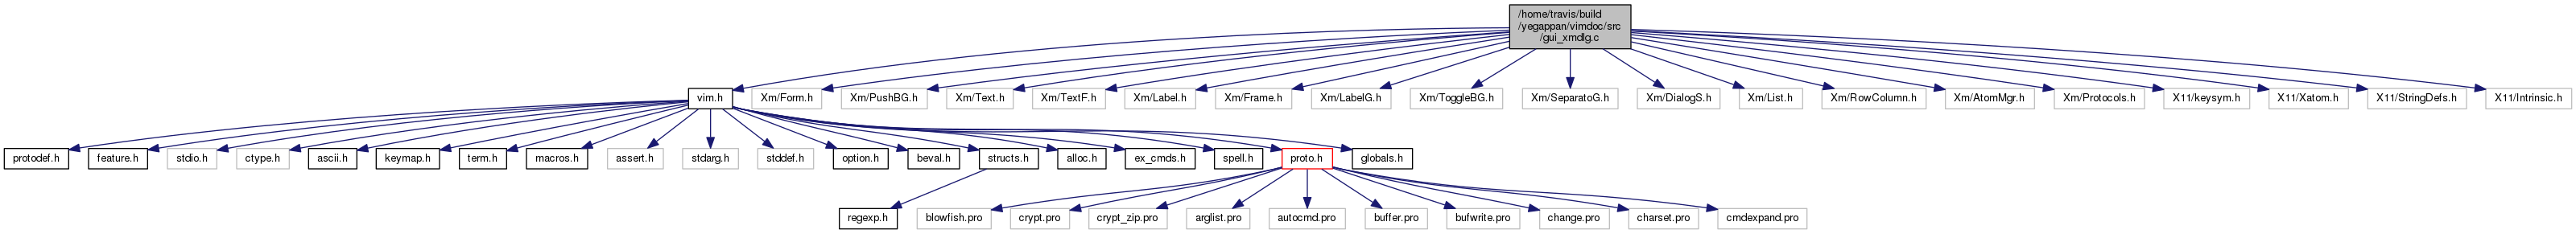 /home/travis/build
/yegappan/vimdoc/src
/gui_xmdlg.c
vim.h
Xm/Form.h
Xm/PushBG.h
Xm/Text.h
Xm/TextF.h
Xm/Label.h
Xm/Frame.h
Xm/LabelG.h
Xm/ToggleBG.h
Xm/SeparatoG.h
Xm/DialogS.h
Xm/List.h
Xm/RowColumn.h
Xm/AtomMgr.h
Xm/Protocols.h
X11/keysym.h
X11/Xatom.h
X11/StringDefs.h
X11/Intrinsic.h
protodef.h
feature.h
stdio.h
ctype.h
ascii.h
keymap.h
term.h
macros.h
assert.h
stdarg.h
stddef.h
option.h
beval.h
structs.h
alloc.h
ex_cmds.h
spell.h
proto.h
globals.h
regexp.h
blowfish.pro
crypt.pro
crypt_zip.pro
arglist.pro
autocmd.pro
buffer.pro
bufwrite.pro
change.pro
charset.pro
cmdexpand.pro